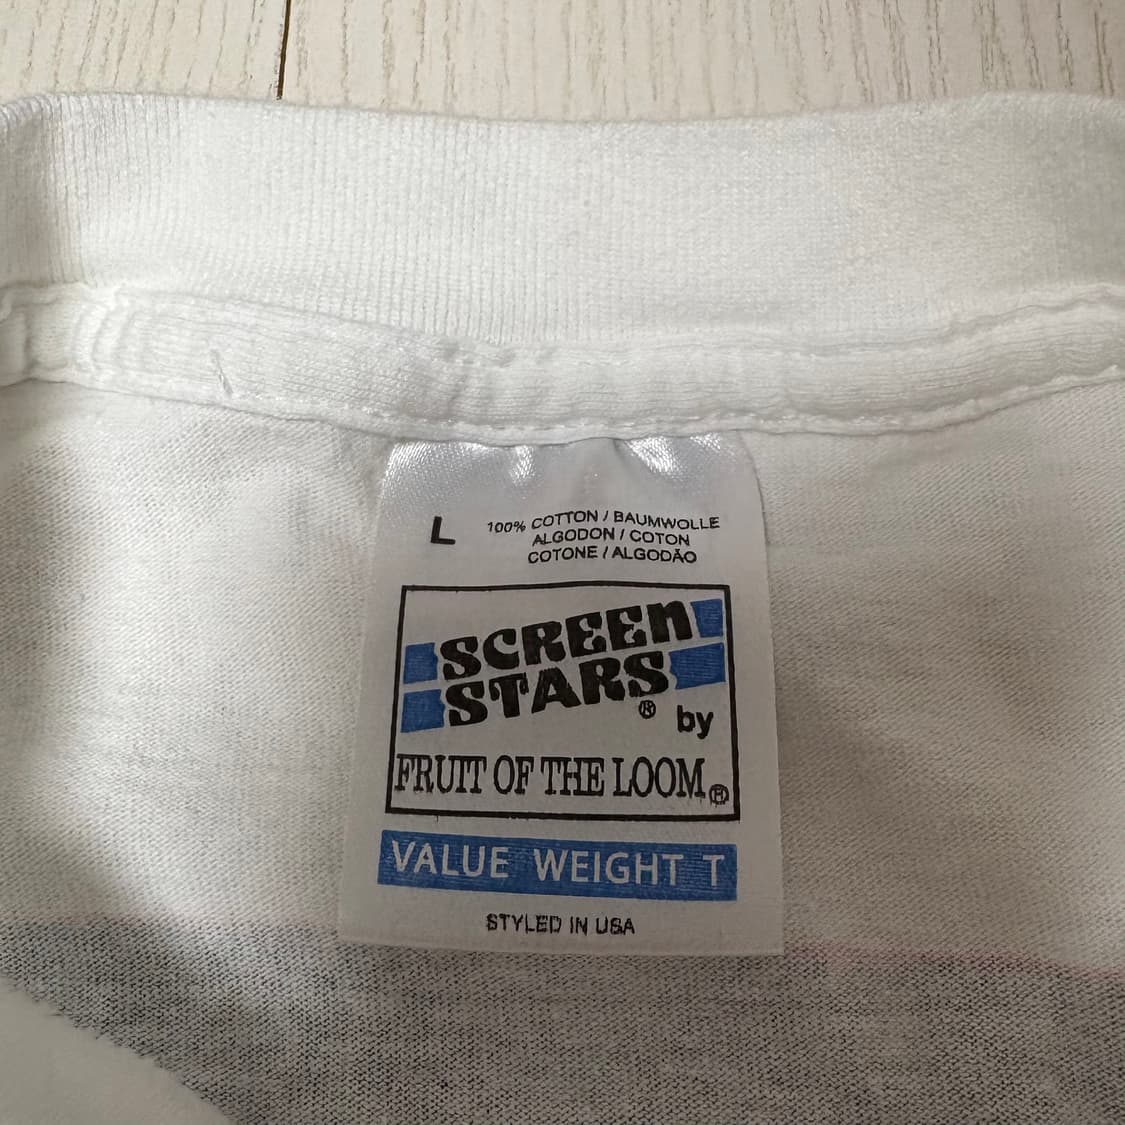 L
100% COTTON / BAUMWOLLE
ALGODON / COTON
COTONE / ALGODÃO
SCREEN
STARS® by
FRUIT OF THE LOOM®
VALUE WEIGHT T
STYLED IN USA